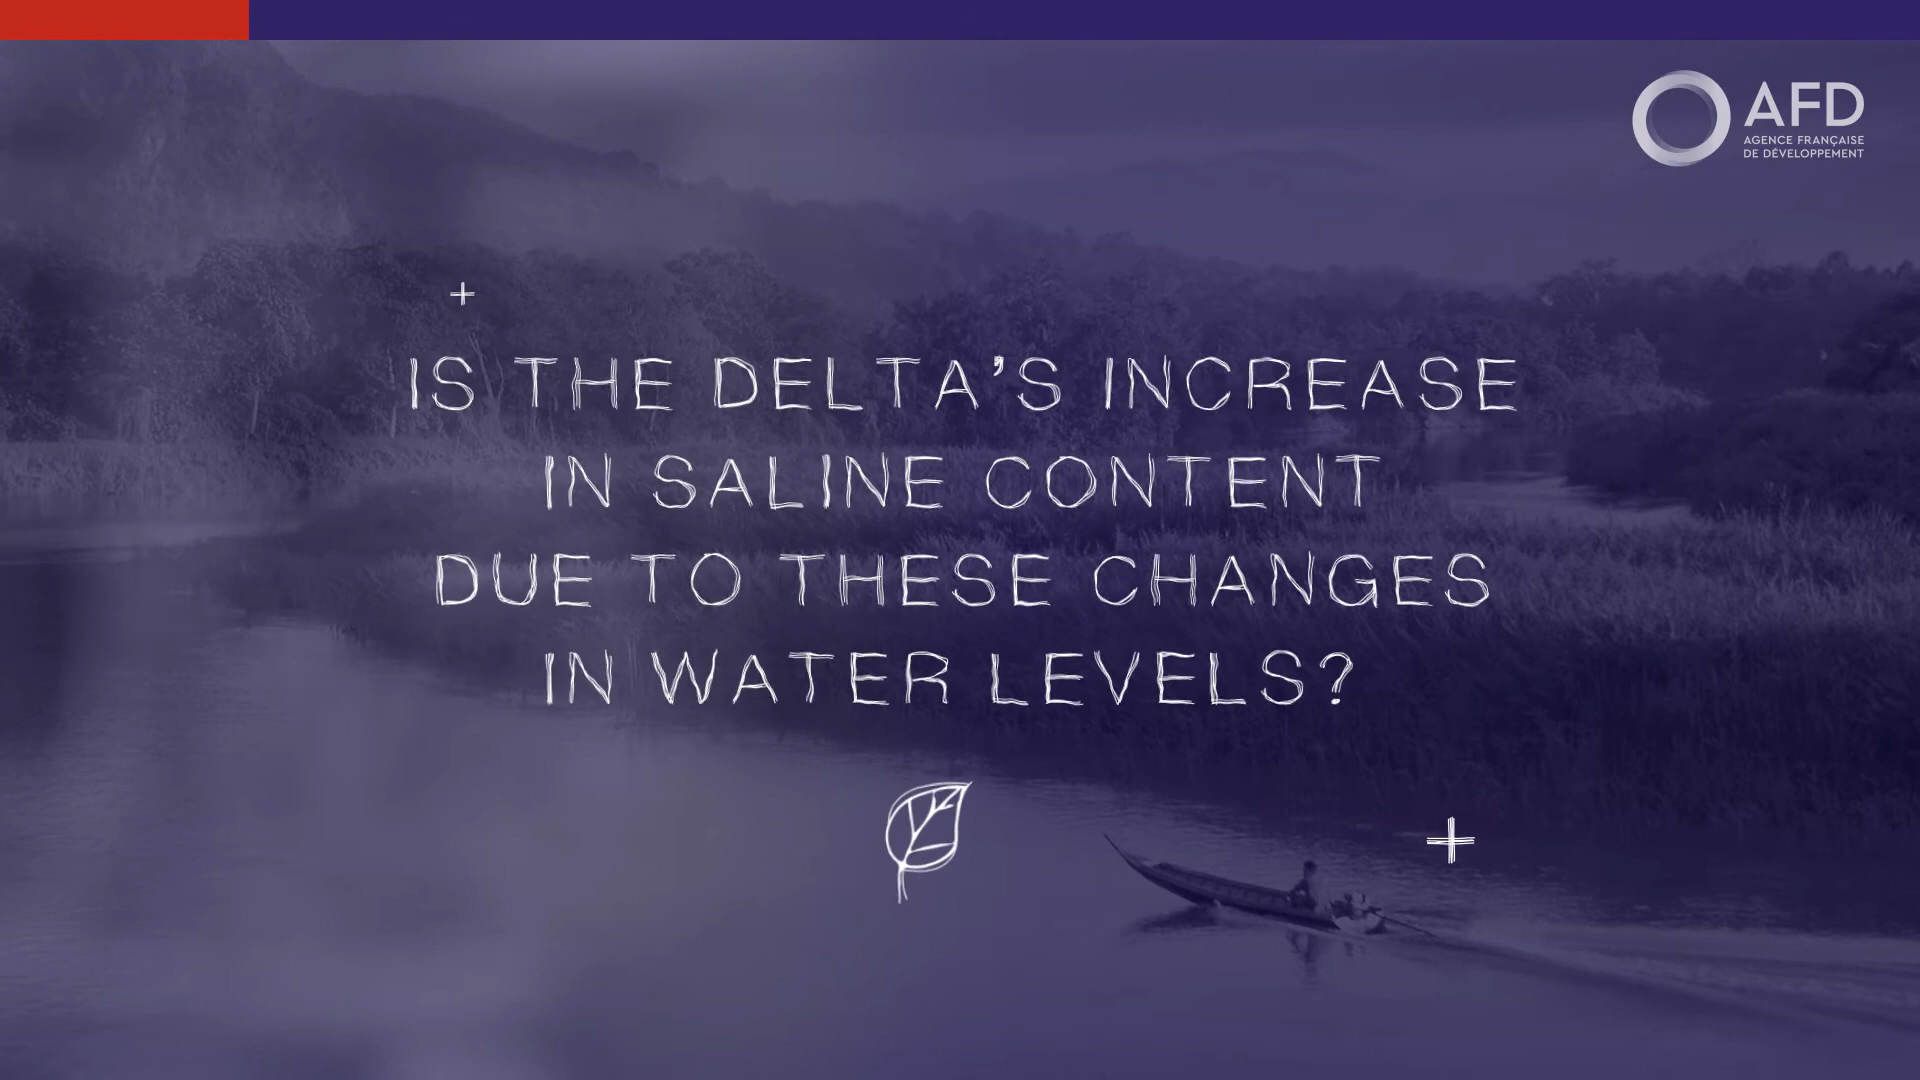 AFD
AGENCE FRANÇAISE
DE DÉVELOPPEMENT
IS THE DELTA'S INCREASE
IN SALINE CONTENT
DUE TO THESE CHANGES
IN WATER LEVELS?